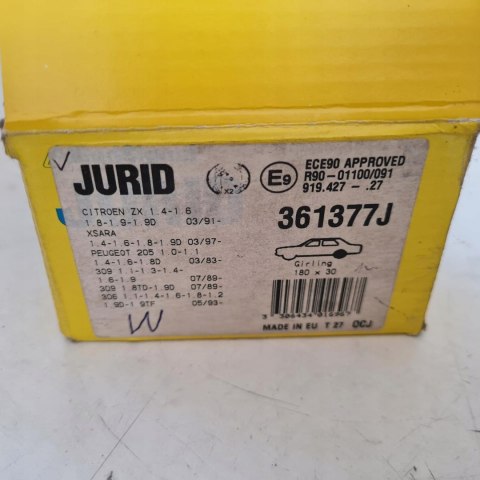 JURID
X2
E9
ECE90 APPROVED
R90-01100/091
919.427 -.27
361377J
CITROEN ZX 1.4-1.6
1.8-1.9-1.9D 03/91-
XSARA
1.4-1.6-1.8-1.9D 03/97-
PEUGEOT 205 1.0-1.1
1.4-1.6-1.8D 03/83-
309 1.1-1.3-1.4-
1.6-1.9 07/89-
309 1.8TD-1.9D 07/89-
306 1.1-1.4-1.6-1.8-1.2
1.9D-1.9TF 05/93-
Girling
180 x 30
MADE IN EU T 27 OCJ
W